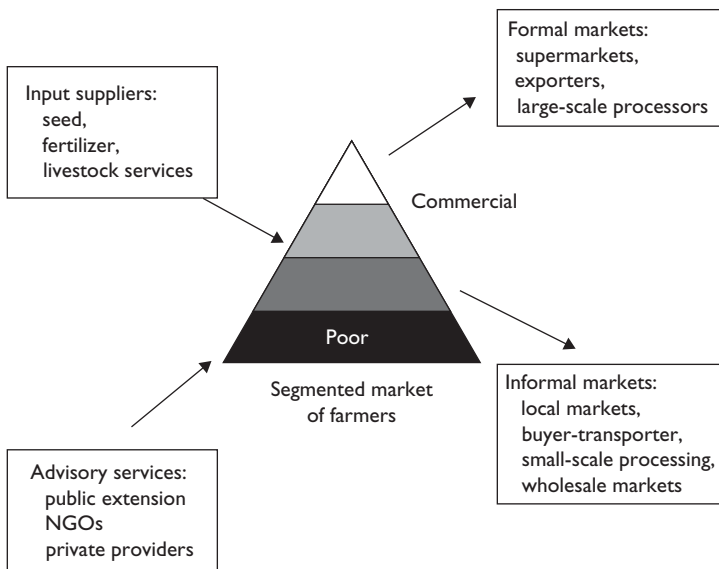 Formal markets:
supermarkets,
exporters,
large-scale processors
Input suppliers:
seed,
fertilizer,
livestock services
Commercial
Poor
Segmented market
of farmers
Informal markets:
local markets,
buyer-transporter,
small-scale processing,
wholesale markets
Advisory services:
public extension
NGOs
private providers